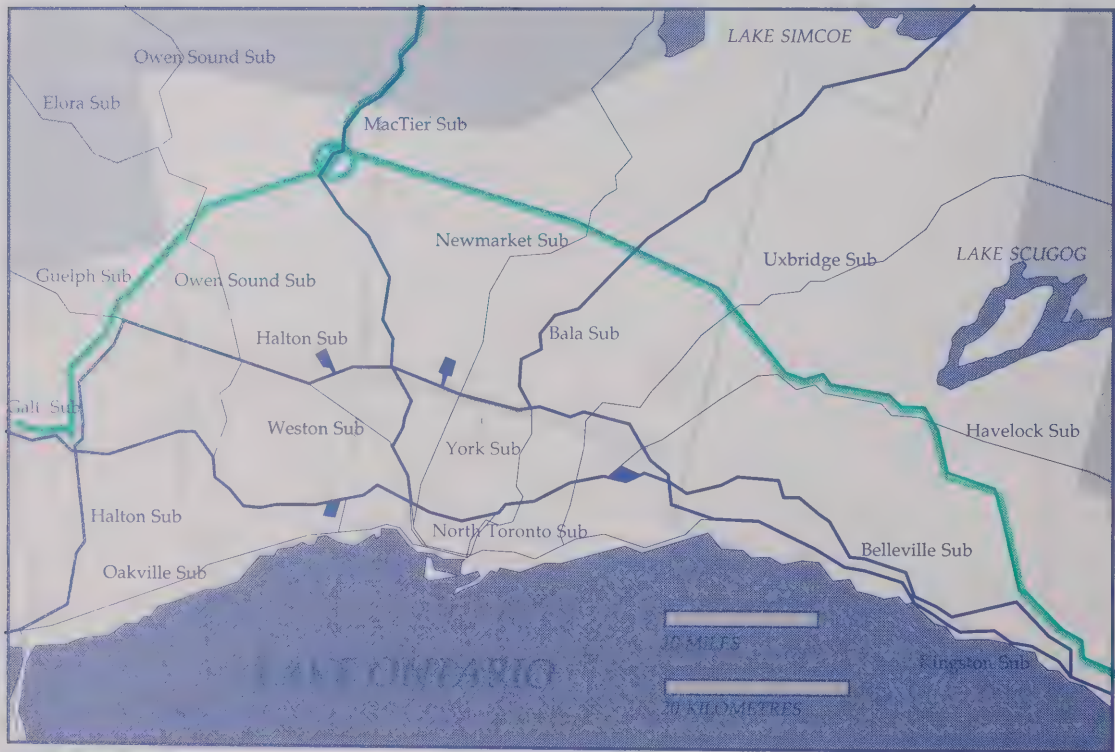 LAKE SIMCOE
Owen Sound Sub
Elora Sub
MacTier Sub
Newmarket Sub
Uxbridge Sub
LAKE SCUGOG
Guelph Sub
Owen Sound Sub
Halton Sub
Bala Sub
Galt Sub
Weston Sub
York Sub
Havelock Sub
Halton Sub
North Toronto Sub
Belleville Sub
Oakville Sub
10 MILES
Kingston Sub
LAKE ONTARIO
20 KILOMETRES